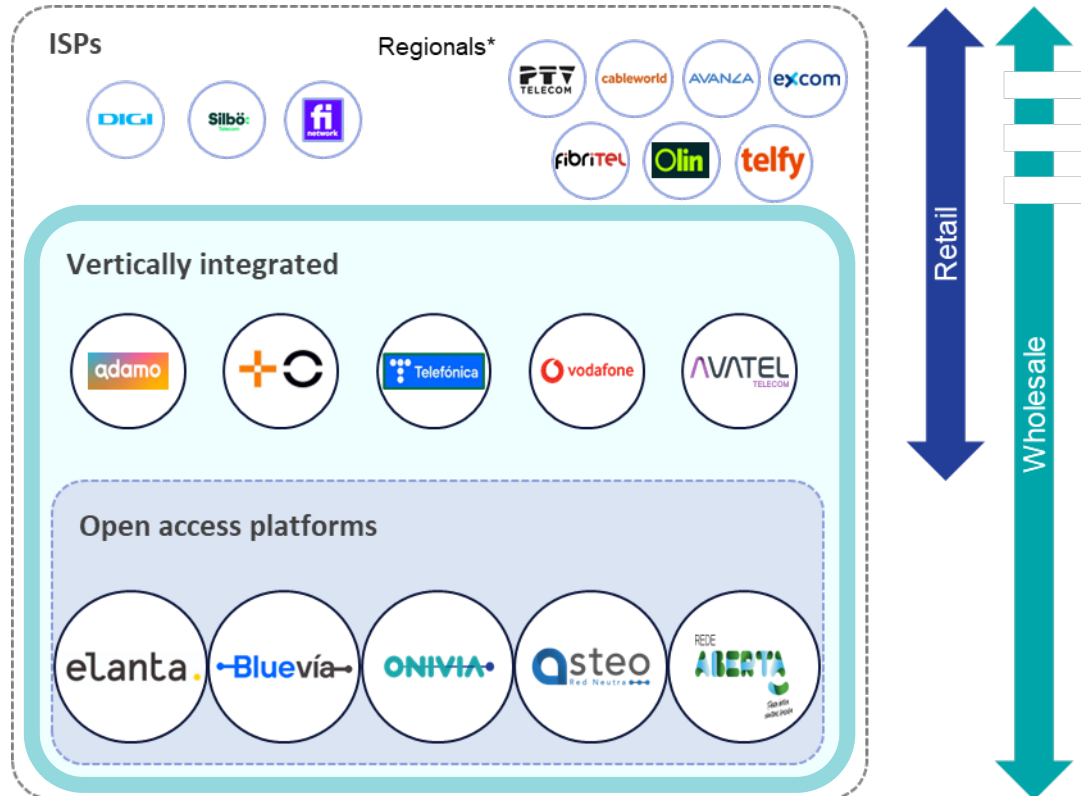 ISPs
Regionals*
DIGI
Silbö:
Telecom
fi
network
PTV
TELECOM
cableworld
AVANZA
excom
fibritel
Olin
telfy
Vertically integrated
adamo
Telefónica
vodafone
AVATEL
TELECOM
Open access platforms
elanta.
Bluevía
ONIVIA
asteo
Red Neutra
REDE
ABERTA
Retail
Wholesale